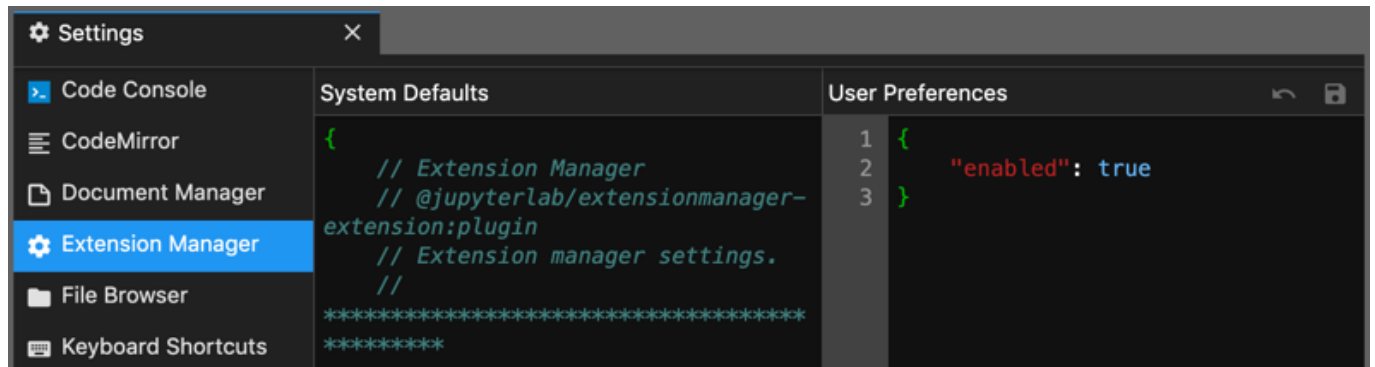 Settings
Code Console
CodeMirror
Document Manager
Extension Manager
File Browser
Keyboard Shortcuts
System Defaults
{
// Extension Manager
// @jupyterlab/extensionmanager-
extension:plugin
// Extension manager settings.
//
************************************
*********
User Preferences
1 {
2 "enabled": true
3 }